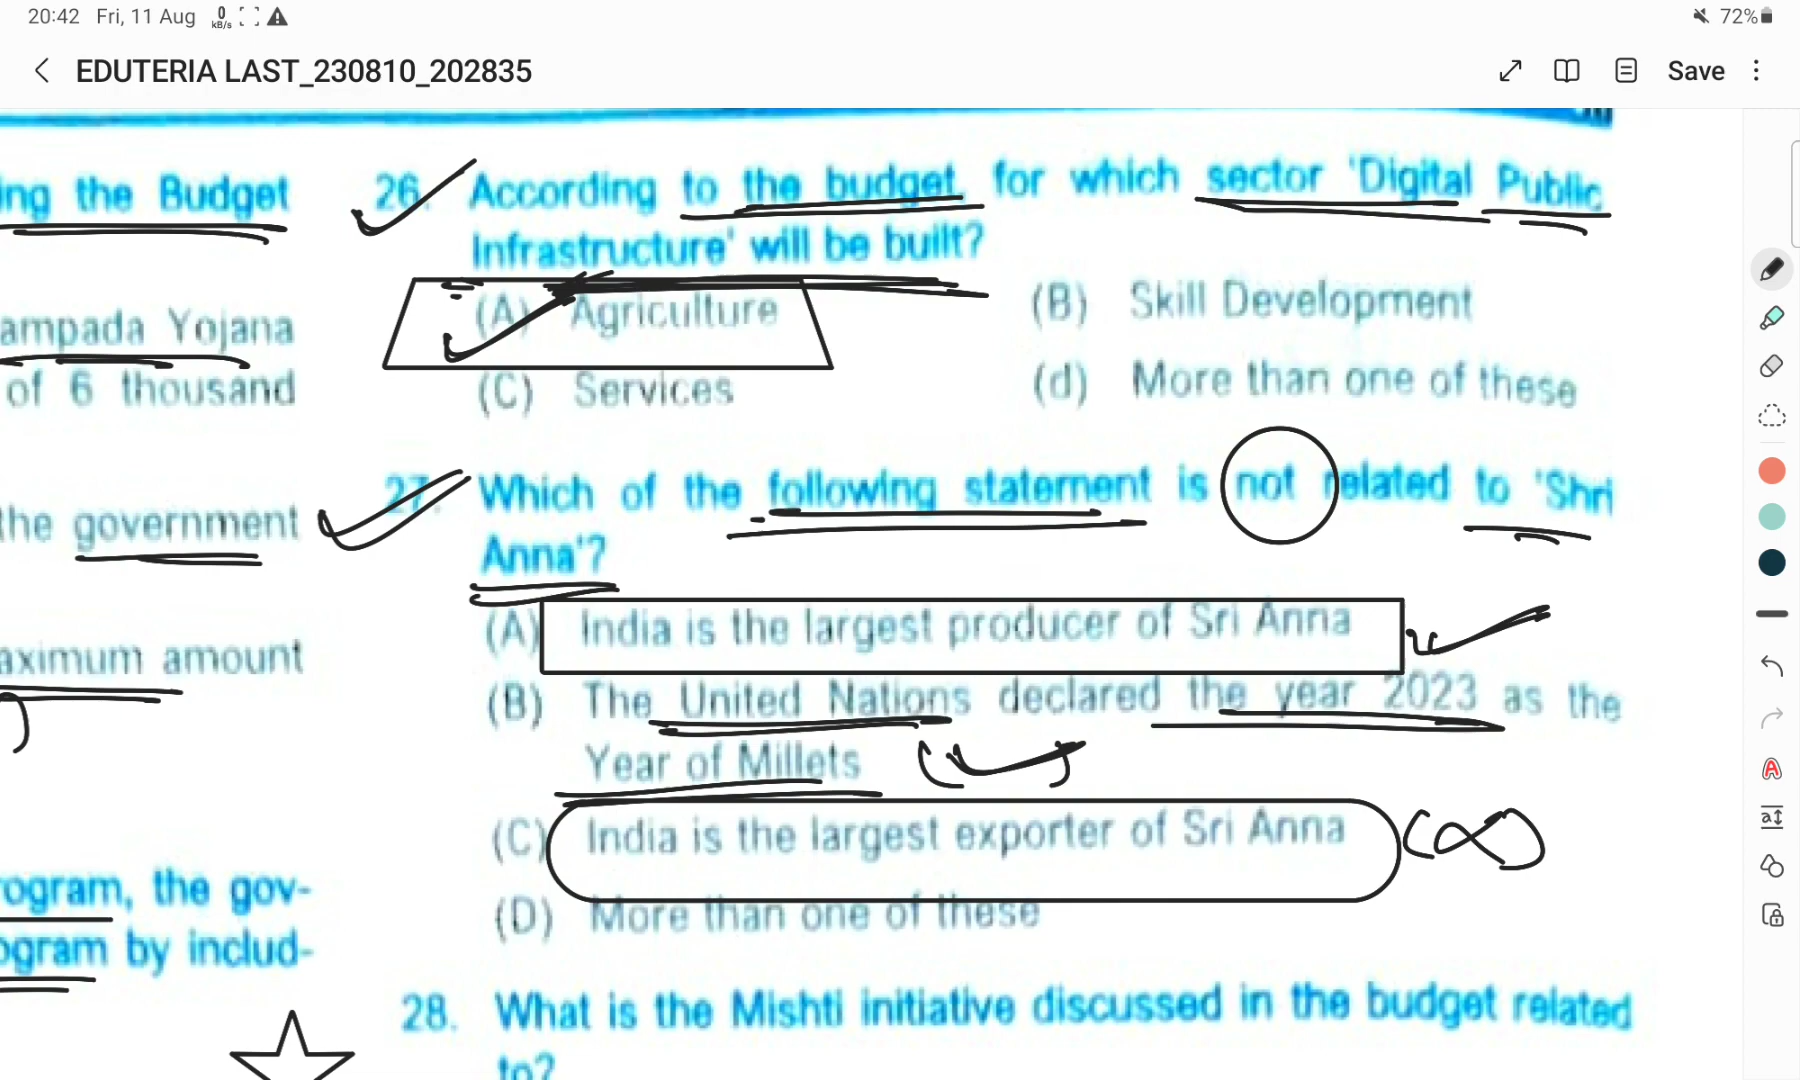 20:42 Fri, 11 Aug 0 kB/s 72%
EDUTERIA LAST_230810_202835 Save
ing the Budget
ampada Yojana
of 6 thousand
the government
aximum amount
rogram, the gov-
ogram by includ-
26. According to the budget, for which sector 'Digital Public
Infrastructure' will be built?
(A) Agriculture (B) Skill Development
(C) Services (d) More than one of these
27. Which of the following statement is not related to 'Shri
Anna'?
(A) India is the largest producer of Sri Anna
(B) The United Nations declared the year 2023 as the
Year of Millets
(C) India is the largest exporter of Sri Anna
(D) More than one of these
28. What is the Mishti initiative discussed in the budget related
to?